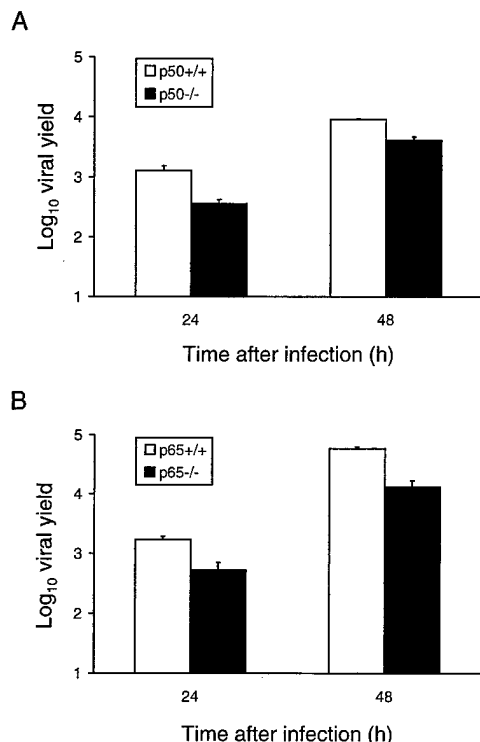 A
5
p50+/+
p50-/-
4
3
Log10 viral yield
2
1
24
48
Time after infection (h)
B
5
p65+/+
p65-/-
4
3
Log10 viral yield
2
1
24
48
Time after infection (h)